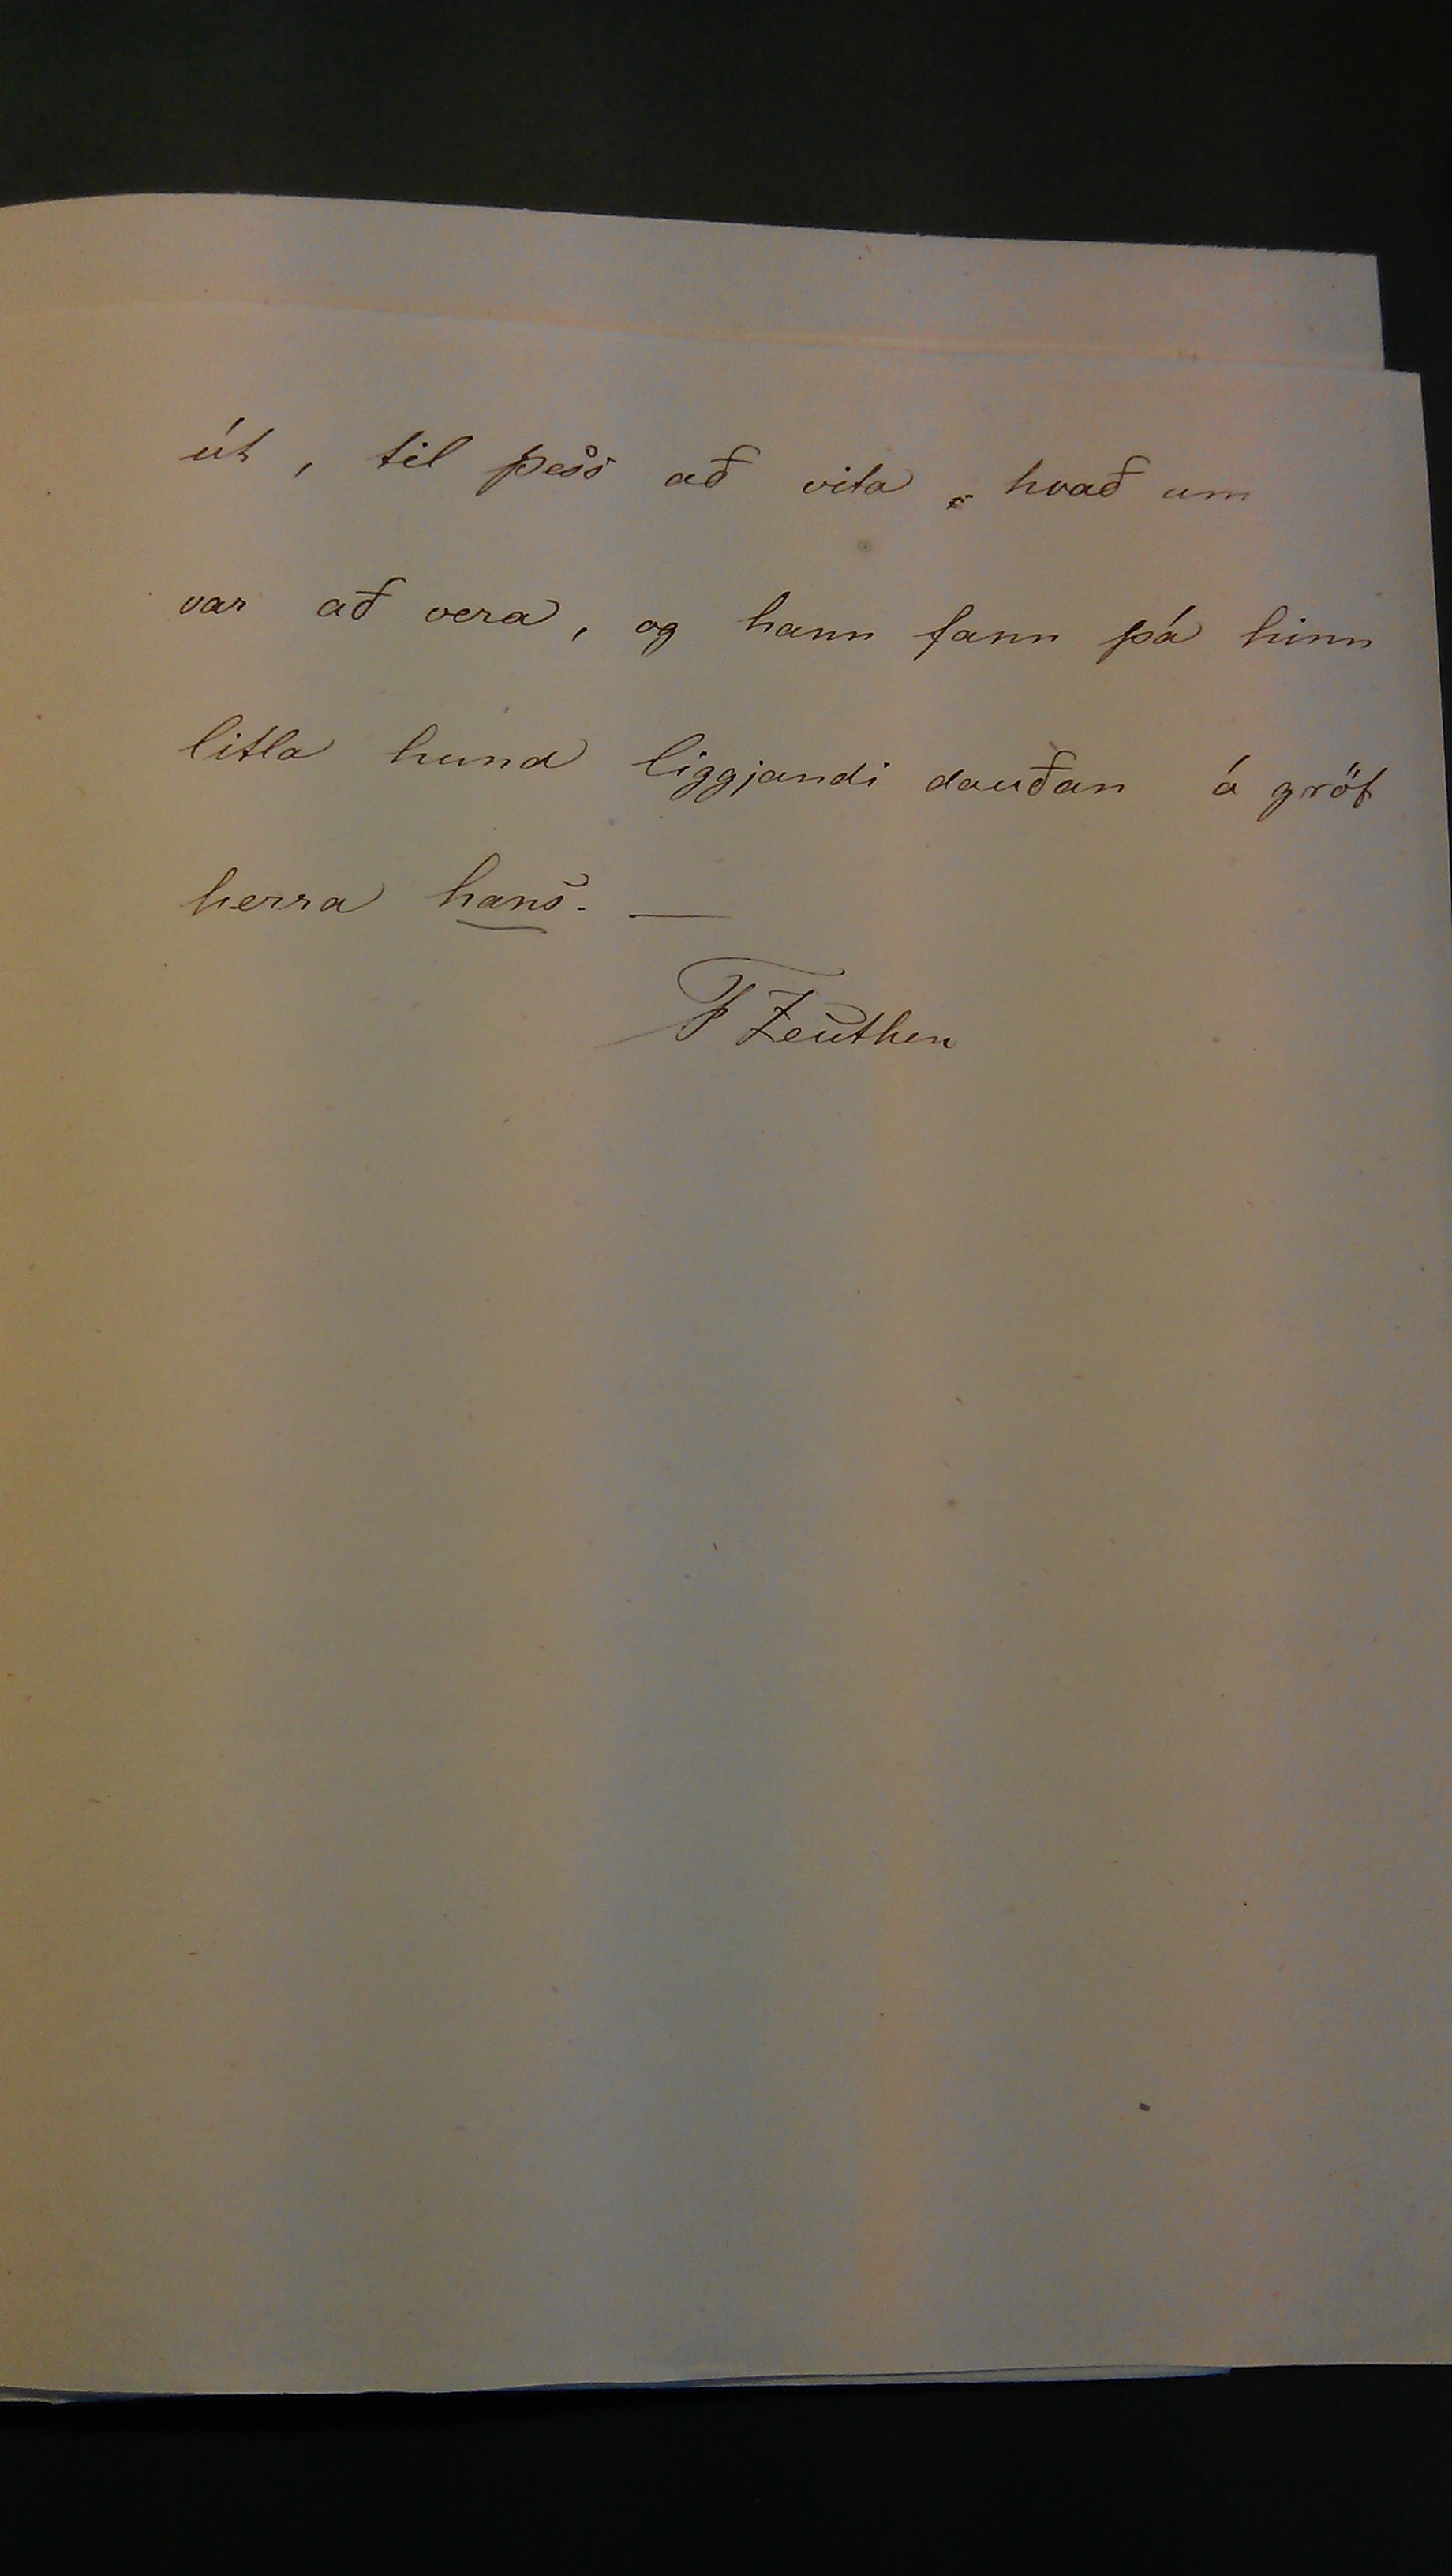 út, til þess að vita, hvað um
var að vera, og hann fann þá hinn
litla hund liggjandi dauðan á gröf
herra hans. —
F Zeuthen